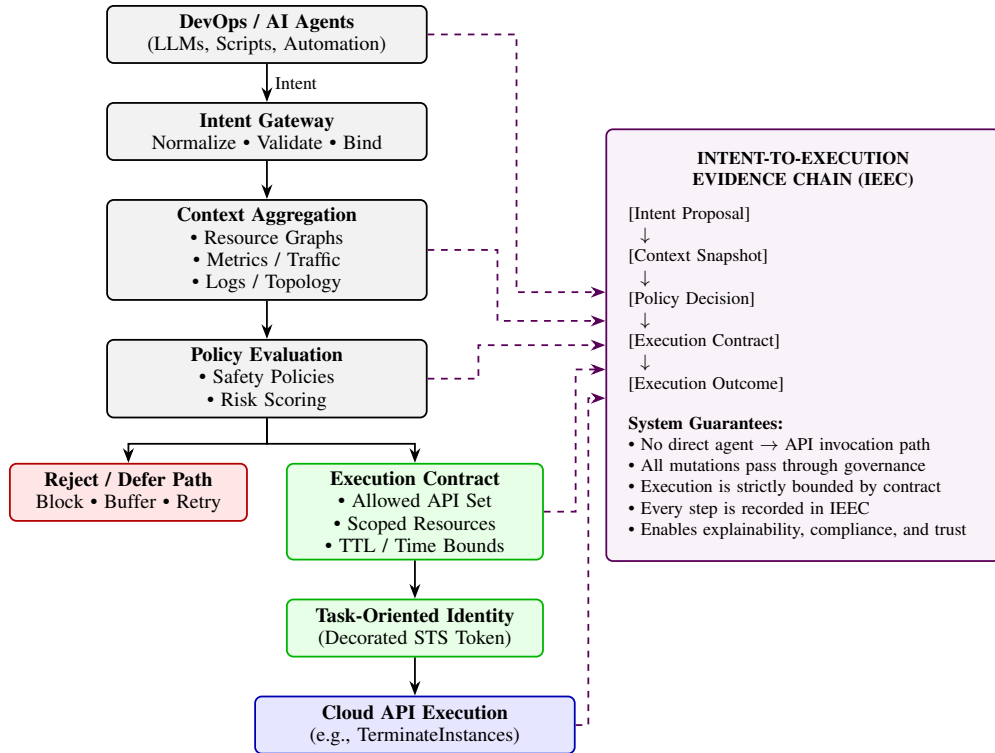 DevOps / AI Agents
(LLMs, Scripts, Automation)
Intent
Intent Gateway
Normalize • Validate • Bind
Context Aggregation
• Resource Graphs
• Metrics / Traffic
• Logs / Topology
Policy Evaluation
• Safety Policies
• Risk Scoring
Reject / Defer Path
Block • Buffer • Retry
Execution Contract
• Allowed API Set
• Scoped Resources
• TTL / Time Bounds
Task-Oriented Identity
(Decorated STS Token)
Cloud API Execution
(e.g., TerminateInstances)
INTENT-TO-EXECUTION
EVIDENCE CHAIN (IEEC)
[Intent Proposal]
↓
[Context Snapshot]
↓
[Policy Decision]
↓
[Execution Contract]
↓
[Execution Outcome]
System Guarantees:
• No direct agent → API invocation path
• All mutations pass through governance
• Execution is strictly bounded by contract
• Every step is recorded in IEEC
• Enables explainability, compliance, and trust